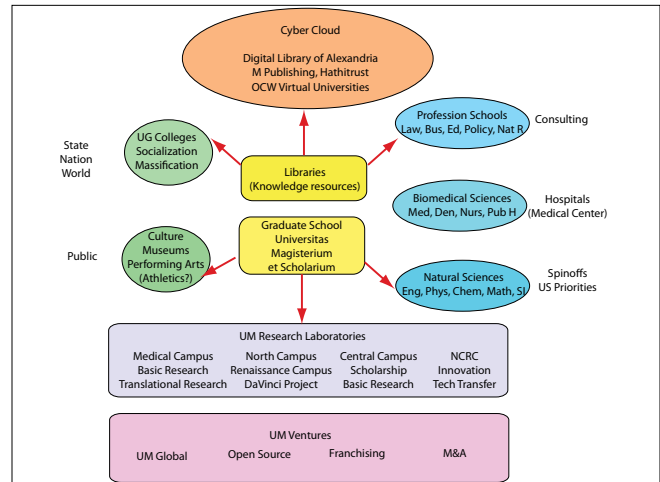 Cyber Cloud
Digital Library of Alexandria
M Publishing, Hathitrust
OCW Virtual Universities
State
Nation
World
UG Colleges
Socialization
Massification
Libraries
(Knowledge resources)
Profession Schools
Law, Bus, Ed, Policy, Nat R
Consulting
Biomedical Sciences
Med, Den, Nurs, Pub H
Hospitals
(Medical Center)
Public
Culture
Museums
Performing Arts
(Athletics?)
Graduate School
Universitas
Magisterium
et Scholarium
Natural Sciences
Eng, Phys, Chem, Math, SI
Spinoffs
US Priorities
UM Research Laboratories
Medical Campus North Campus Central Campus NCRC
Basic Research Renaissance Campus Scholarship Innovation
Translational Research DaVinci Project Basic Research Tech Transfer
UM Ventures
UM Global Open Source Franchising M&A